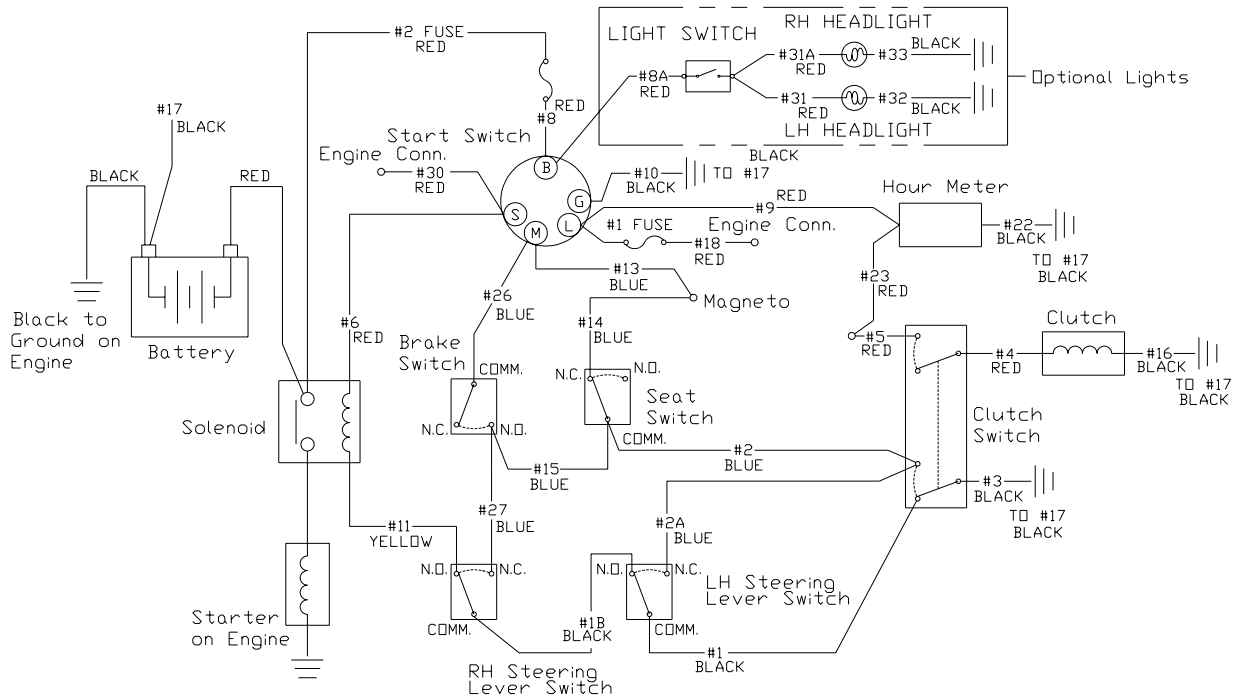 #2 FUSE
RED
LIGHT SWITCH
RH HEADLIGHT
#31A
RED
#33
BLACK
#8A
RED
#31
RED
#32
BLACK
LH HEADLIGHT
Optional Lights
#17
BLACK
RED
#8
Start Switch
Engine Conn.
#30
RED
B
G
L
M
S
BLACK
#10
BLACK
TO #17
RED
#9
Hour Meter
#1 FUSE
Engine Conn.
#18
RED
#22
BLACK
TO #17
BLACK
BLACK
RED
#13
BLUE
Magneto
#23
RED
#26
BLUE
#14
BLUE
#6
RED
Black to
Ground on
Engine
Battery
Brake
Switch
COMM.
N.C.
N.O.
N.C.
N.O.
Seat
Switch
COMM.
#5
RED
#4
RED
Clutch
#16
BLACK
TO #17
BLACK
Clutch
Switch
Solenoid
#15
BLUE
#2
BLUE
#3
BLACK
TO #17
BLACK
#11
YELLOW
#27
BLUE
#2A
BLUE
N.O.
N.C.
COMM.
N.O.
N.C.
COMM.
LH Steering
Lever Switch
Starter
on Engine
#1B
BLACK
#1
BLACK
RH Steering
Lever Switch